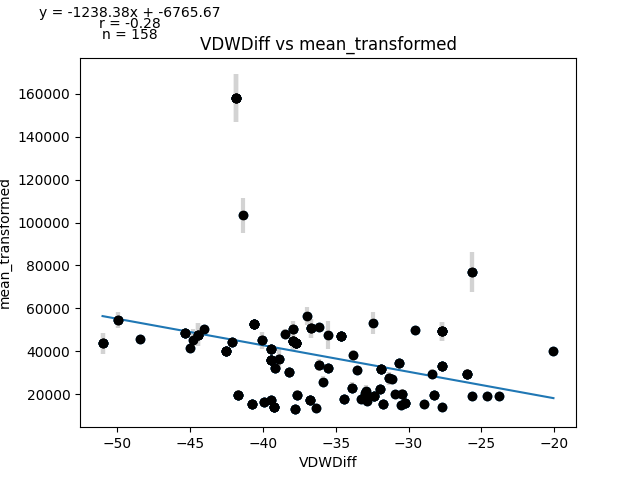 y = -1238.38x + -6765.67
r = -0.28
n = 158
VDWDiff vs mean_transformed
160000
140000
120000
100000
80000
60000
40000
20000
mean_transformed
−50
−45
−40
−35
−30
−25
−20
VDWDiff